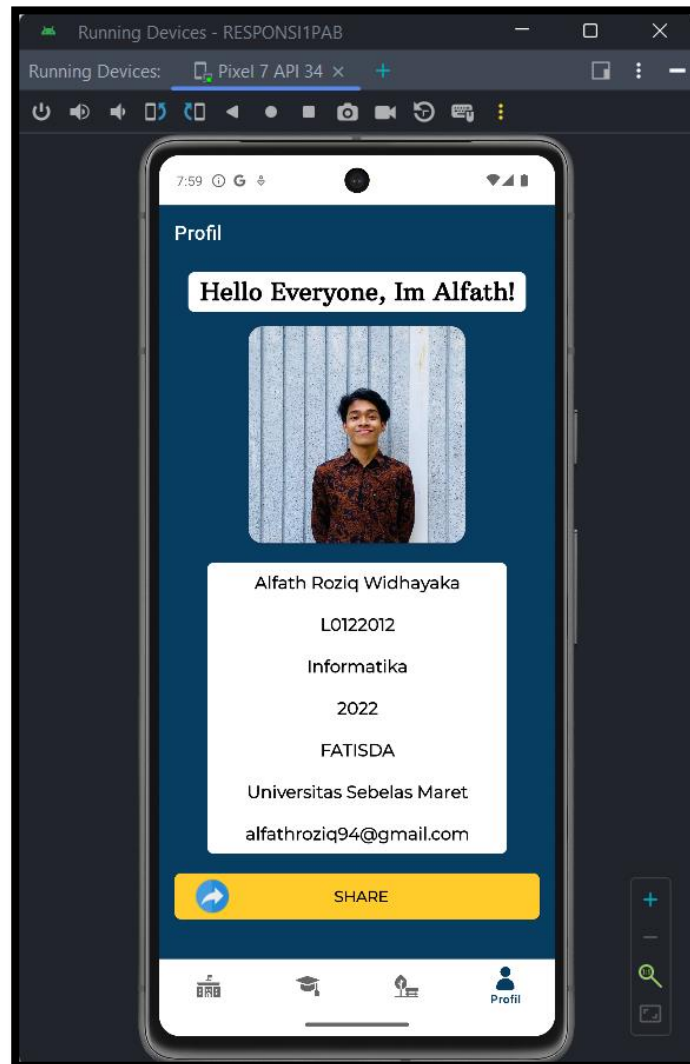 Running Devices - RESPONSI1PAB
Running Devices: Pixel 7 API 34
7:59 G
Profil
Hello Everyone, Im Alfath!
Alfath Roziq Widhayaka
L0122012
Informatika
2022
FATISDA
Universitas Sebelas Maret
alfathroziq94@gmail.com
SHARE
Profil